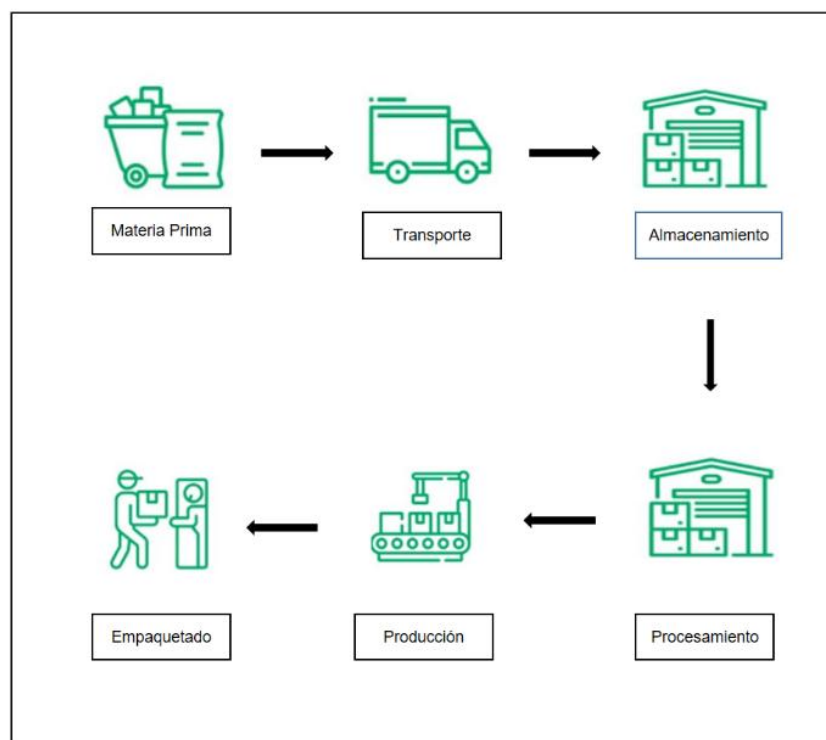 Materia Prima
Transporte
Almacenamiento
Empaquetado
Producción
Procesamiento